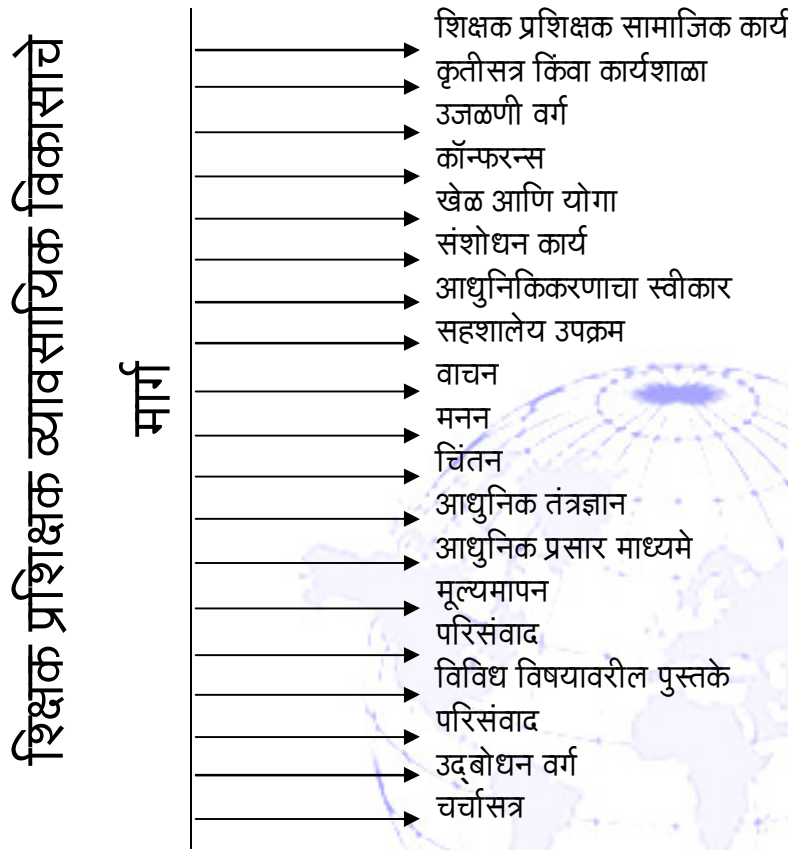 शिक्षक प्रशिक्षक व्यावसायिक विकासाचे
मार्ग
शिक्षक प्रशिक्षक सामाजिक कार्य
कृतीसत्र किंवा कार्यशाळा
उजळणी वर्ग
कॉन्फरन्स
खेळ आणि योगा
संशोधन कार्य
आधुनिकिकरणाचा स्वीकार
सहशालेय उपक्रम
वाचन
मनन
चिंतन
आधुनिक तंत्रज्ञान
आधुनिक प्रसार माध्यमे
मूल्यमापन
परिसंवाद
विविध विषयावरील पुस्तके
परिसंवाद
उद्‌बोधन वर्ग
चर्चासत्र